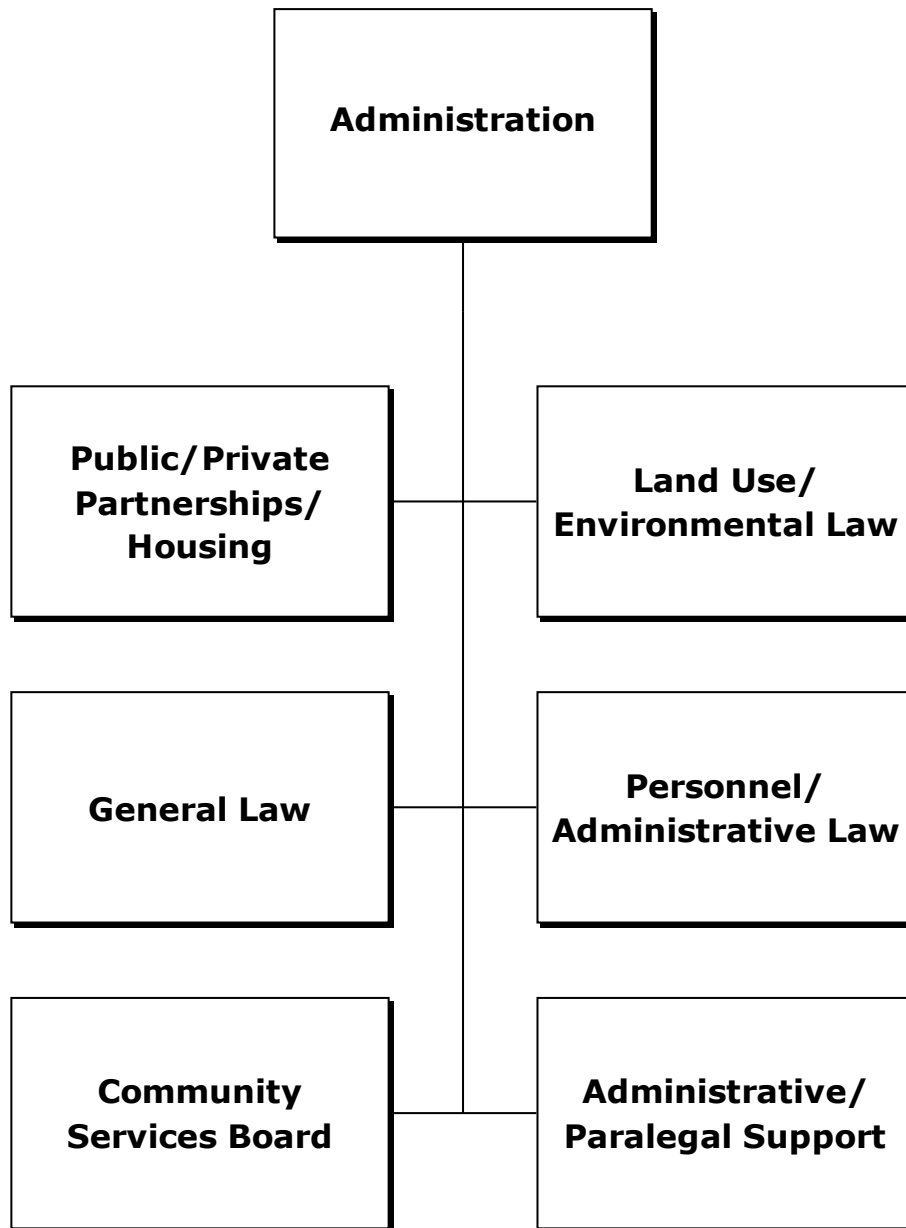 Administration
Public/Private
Partnerships/
Housing
Land Use/
Environmental Law
General Law
Personnel/
Administrative Law
Community
Services Board
Administrative/
Paralegal Support